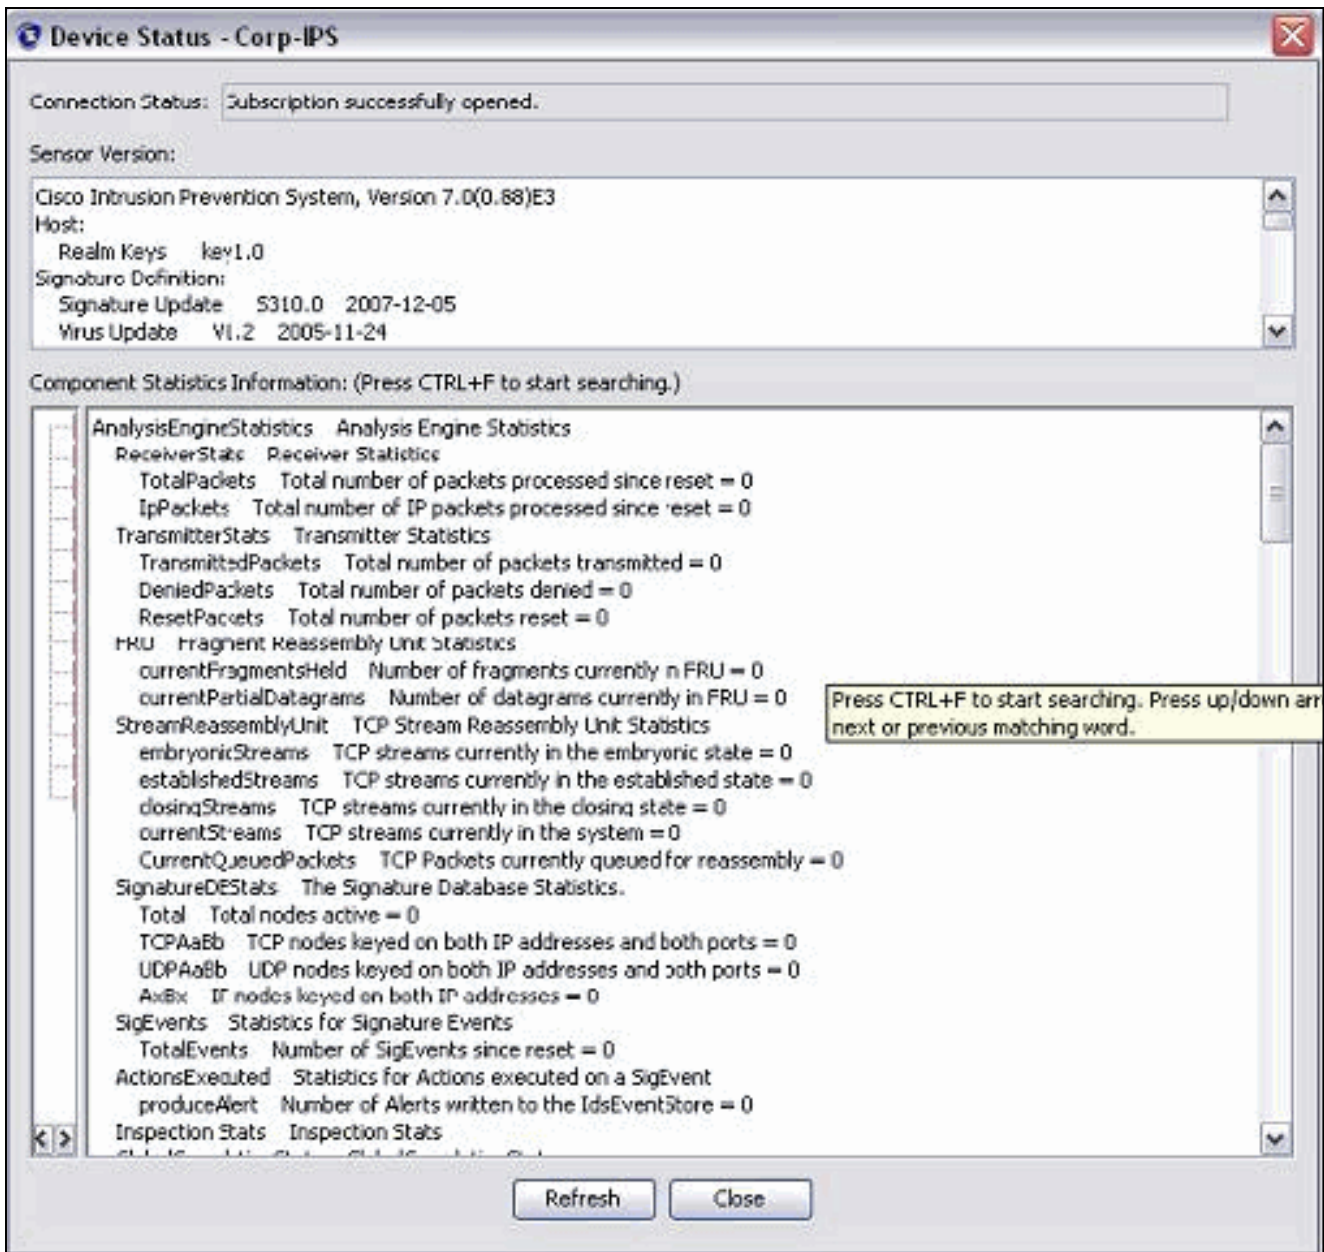 Device Status - Corp-IPS
Connection Status: Subscription successfully opened.
Sensor Version:
Cisco Intrusion Prevention System, Version 7.0(0.88)E3
Host:
Realm Keys key1.0
Signature Definition:
Signature Update S310.0 2007-12-05
Virus Update V1.2 2005-11-24
Component Statistics Information: (Press CTRL+F to start searching.)
AnalysisEngineStatistics Analysis Engine Statistics
ReceiverStats Receiver Statistics
TotalPackets Total number of packets processed since reset = 0
IpPackets Total number of IP packets processed since reset = 0
TransmitterStats Transmitter Statistics
TransmittedPackets Total number of packets transmitted = 0
DeniedPackets Total number of packets denied = 0
ResetPackets Total number of packets reset = 0
FRU Fragment Reassembly Unit Statistics
currentFragmentsHeld Number of fragments currently in FRU = 0
currentPartialDatagrams Number of datagrams currently in FRU = 0
Press CTRL+F to start searching. Press up/down arr
next or previous matching word.
StreamReassemblyUnit TCP Stream Reassembly Unit Statistics
embryonicStreams TCP streams currently in the embryonic state = 0
establishedStreams TCP streams currently in the established state = 0
closingStreams TCP streams currently in the closing state = 0
currentStreams TCP streams currently in the system = 0
CurrentQueuedPackets TCP Packets currently queued for reassembly = 0
SignatureDBStats The Signature Database Statistics.
Total Total nodes active = 0
TCPAaBb TCP nodes keyed on both IP addresses and both ports = 0
UDPAaBb UDP nodes keyed on both IP addresses and both ports = 0
AxBx IP nodes keyed on both IP addresses = 0
SigEvents Statistics for Signature Events
TotalEvents Number of SigEvents since reset = 0
ActionsExecuted Statistics for Actions executed on a SigEvent
produceAlert Number of Alerts written to the IdsEventStore = 0
Inspection Stats Inspection Stats
Refresh Close